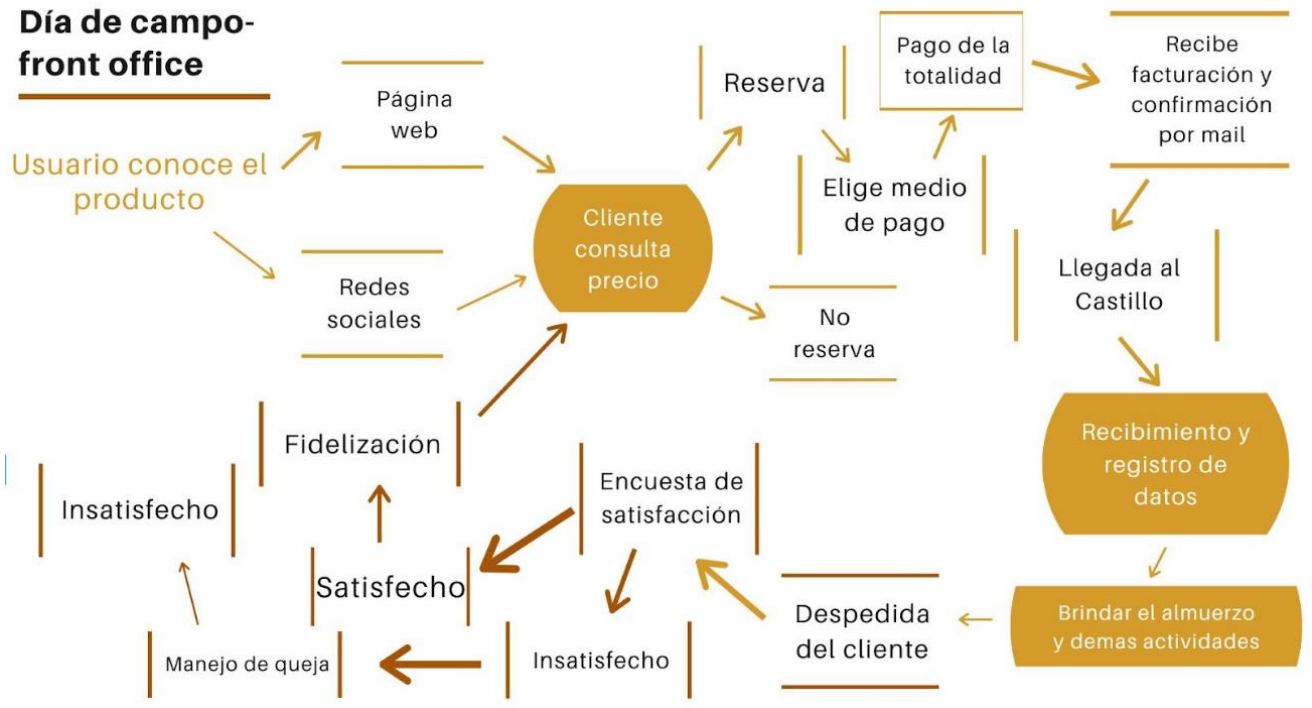 Día de campo-
front office
Usuario conoce el
producto
Página
web
Redes
sociales
Cliente
consulta
precio
Reserva
Elige medio
de pago
No
reserva
Pago de la
totalidad
Recibe
facturación y
confirmación
por mail
Llegada al
Castillo
Recibimiento y
registro de
datos
Brindar el almuerzo
y demas actividades
Despedida
del cliente
Encuesta de
satisfacción
Satisfecho
Fidelización
Insatisfecho
Manejo de queja
Insatisfecho